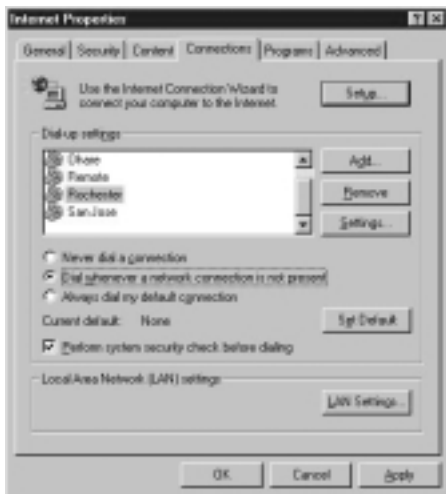 Internet Properties
General Security Content Connections Programs Advanced
Use the Internet Connection Wizard to
connect your computer to the Internet.
Setup...
Dial-up settings
Ohare
Remote
Rochester
San Jose
Add...
Remove
Settings...
Never dial a connection
Dial whenever a network connection is not present
Always dial my default connection
Current default: None
Set Default
Perform system security check before dialing
Local Area Network (LAN) settings
LAN Settings...
OK Cancel Apply